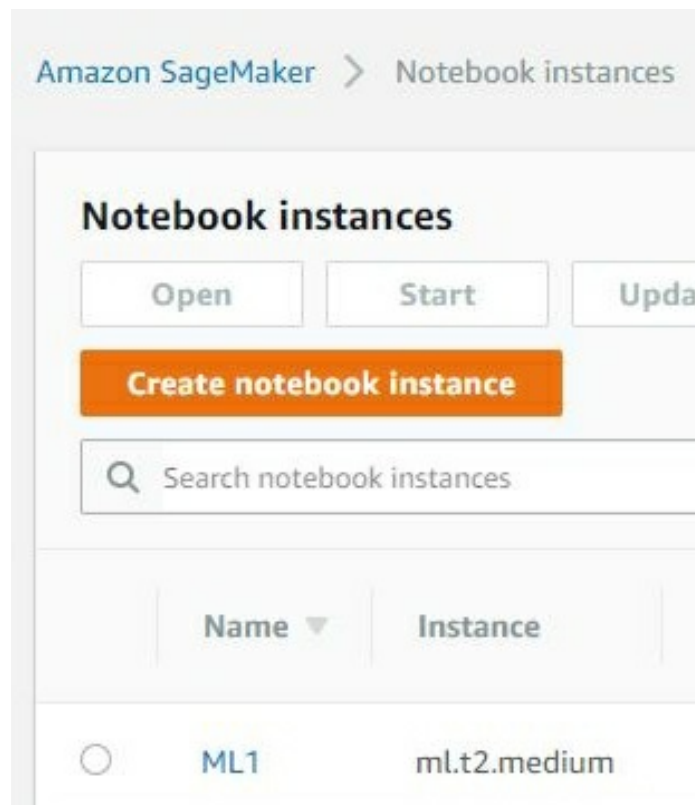 Amazon SageMaker > Notebook instances
Notebook instances
Open Start Upda
Create notebook instance
Search notebook instances
Name Instance
ML1 ml.t2.medium